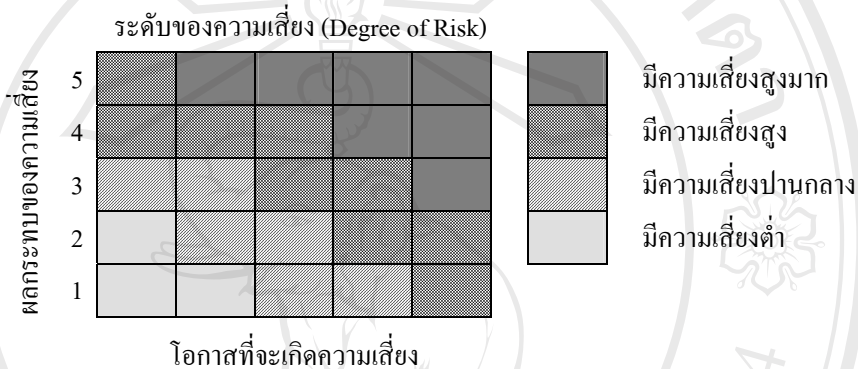 ระดับของความเสี่ยง (Degree of Risk)
ผลกระทบของความเสี่ยง
5
4
3
2
1
โอกาสที่จะเกิดความเสี่ยง
มีความเสี่ยงสูงมาก
มีความเสี่ยงสูง
มีความเสี่ยงปานกลาง
มีความเสี่ยงต่ำ